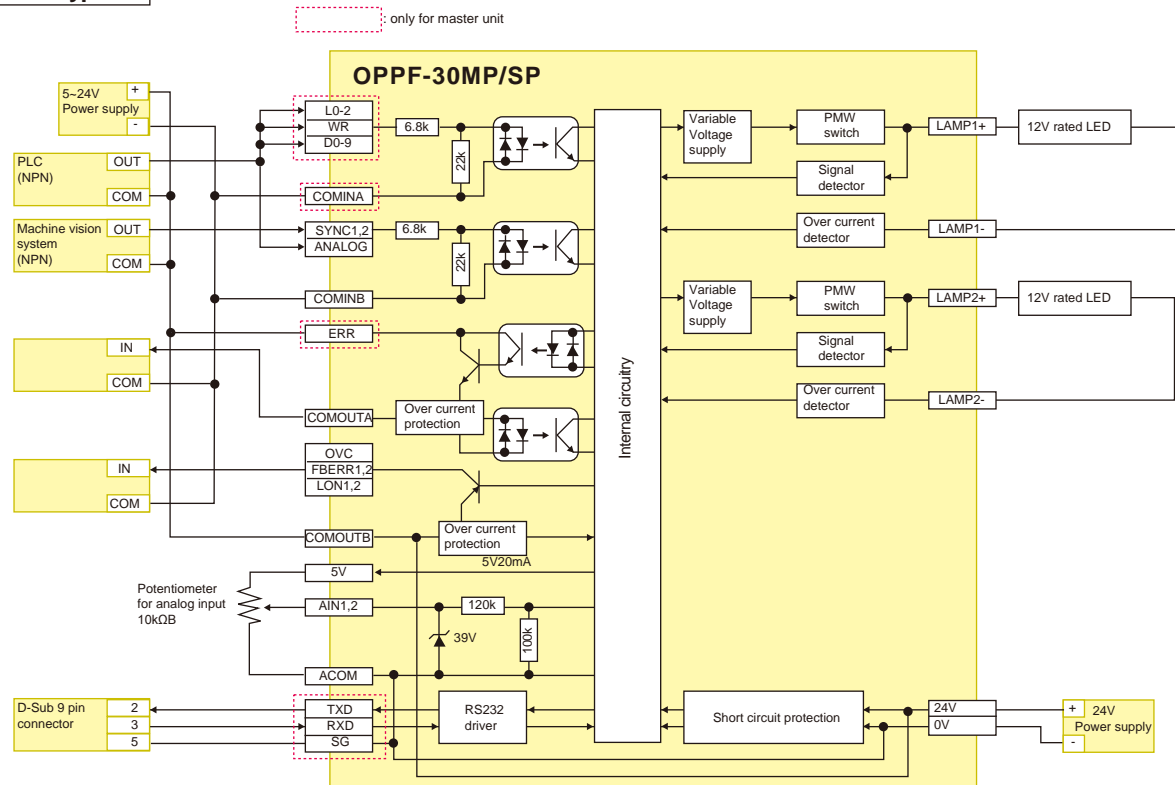 : only for master unit
OPPF-30MP/SP
5~24V
Power supply
+
-
PLC
(NPN)
OUT
COM
Machine vision
system
(NPN)
OUT
COM
IN
COM
IN
COM
Potentiometer
for analog input
10kΩB
D-Sub 9 pin
connector
2
3
5
L0-2
WR
D0-9
COMINA
SYNC1,2
ANALOG
COMINB
ERR
COMOUTA
OVC
FBERR1,2
LON1,2
COMOUTB
5V
AIN1,2
ACOM
TXD
RXD
SG
6.8k
22k
6.8k
22k
Over current
protection
Over current
protection
5V20mA
120k
39V
100k
RS232
driver
Internal circuitry
Variable
Voltage
supply
PMW
switch
Signal
detector
Over current
detector
Variable
Voltage
supply
PMW
switch
Signal
detector
Over current
detector
Short circuit protection
LAMP1+
LAMP1-
LAMP2+
LAMP2-
24V
0V
12V rated LED
12V rated LED
+
24V
Power supply
-